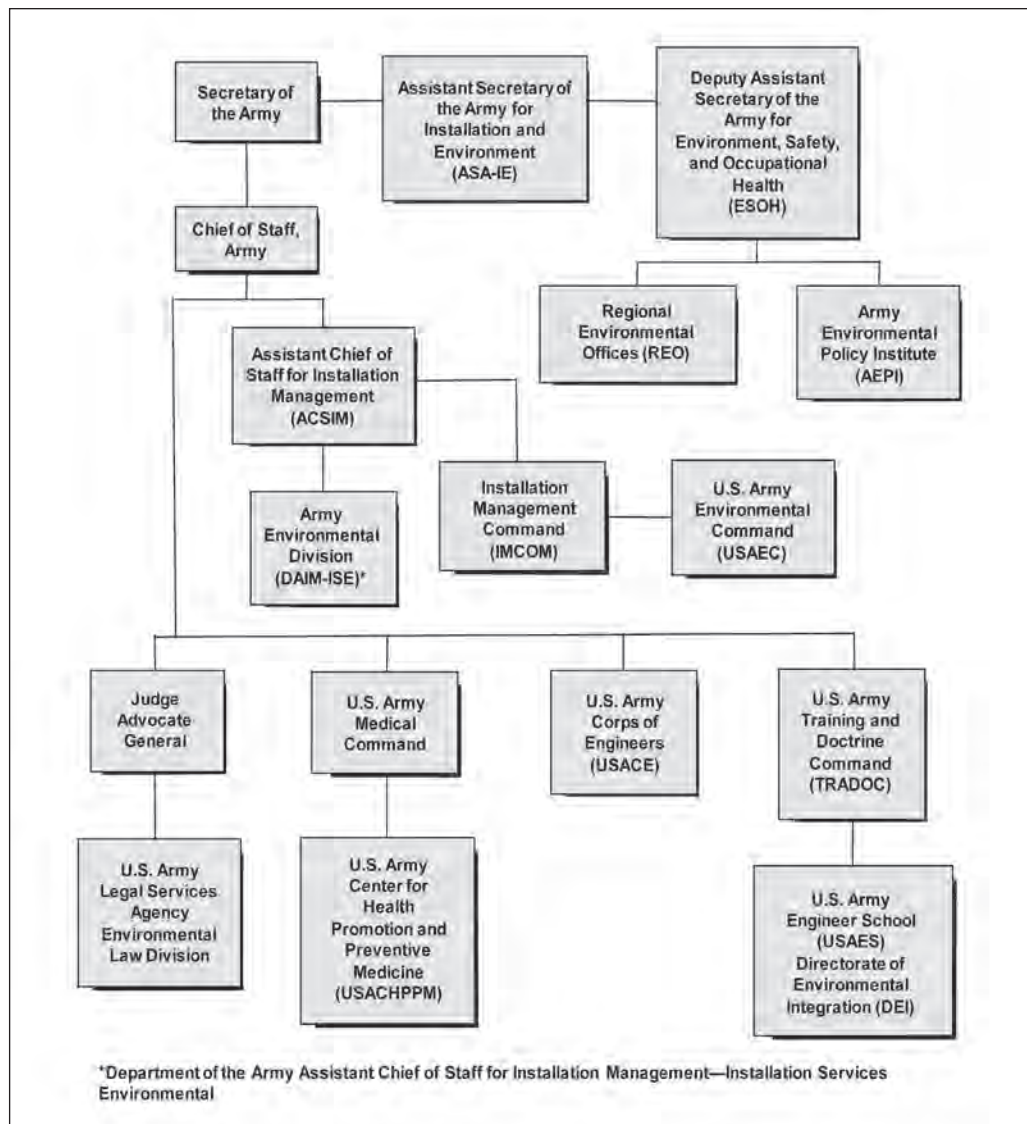 Secretary of
the Army
Assistant Secretary of
the Army for
Installation and
Environment
(ASA-IE)
Deputy Assistant
Secretary of the
Army for
Environment, Safety,
and Occupational
Health
(ESOH)
Chief of Staff,
Army
Regional
Environmental
Offices (REO)
Army
Environmental
Policy Institute
(AEPI)
Assistant Chief of
Staff for Installation
Management
(ACSIM)
Army
Environmental
Division
(DAIM-ISE)*
Installation
Management
Command
(IMCOM)
U.S. Army
Environmental
Command
(USAEC)
Judge
Advocate
General
U.S. Army
Medical
Command
U.S. Army
Corps of
Engineers
(USACE)
U.S. Army
Training and
Doctrine
Command
(TRADOC)
U.S. Army
Legal Services
Agency
Environmental
Law Division
U.S. Army
Center for
Health
Promotion and
Preventive
Medicine
(USACHPPM)
U.S. Army
Engineer School
(USAES)
Directorate of
Environmental
Integration (DEI)
*Department of the Army Assistant Chief of Staff for Installation Management—Installation Services
Environmental